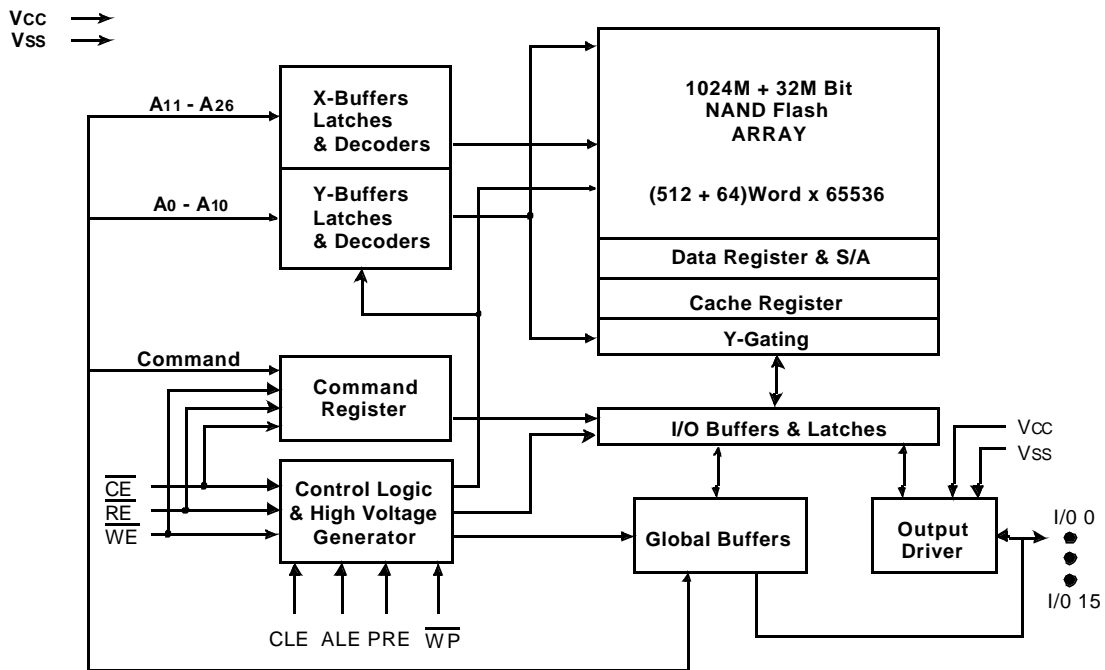 VCC
VSS
A11 - A26
X-Buffers
Latches
& Decoders
A0 - A10
Y-Buffers
Latches
& Decoders
1024M + 32M Bit
NAND Flash
ARRAY
(512 + 64)Word x 65536
Data Register & S/A
Cache Register
Y-Gating
Command
Command
Register
I/O Buffers & Latches
VCC
VSS
CE
RE
WE
Control Logic
& High Voltage
Generator
Global Buffers
Output
Driver
I/0 0
I/0 15
CLE ALE PRE WP